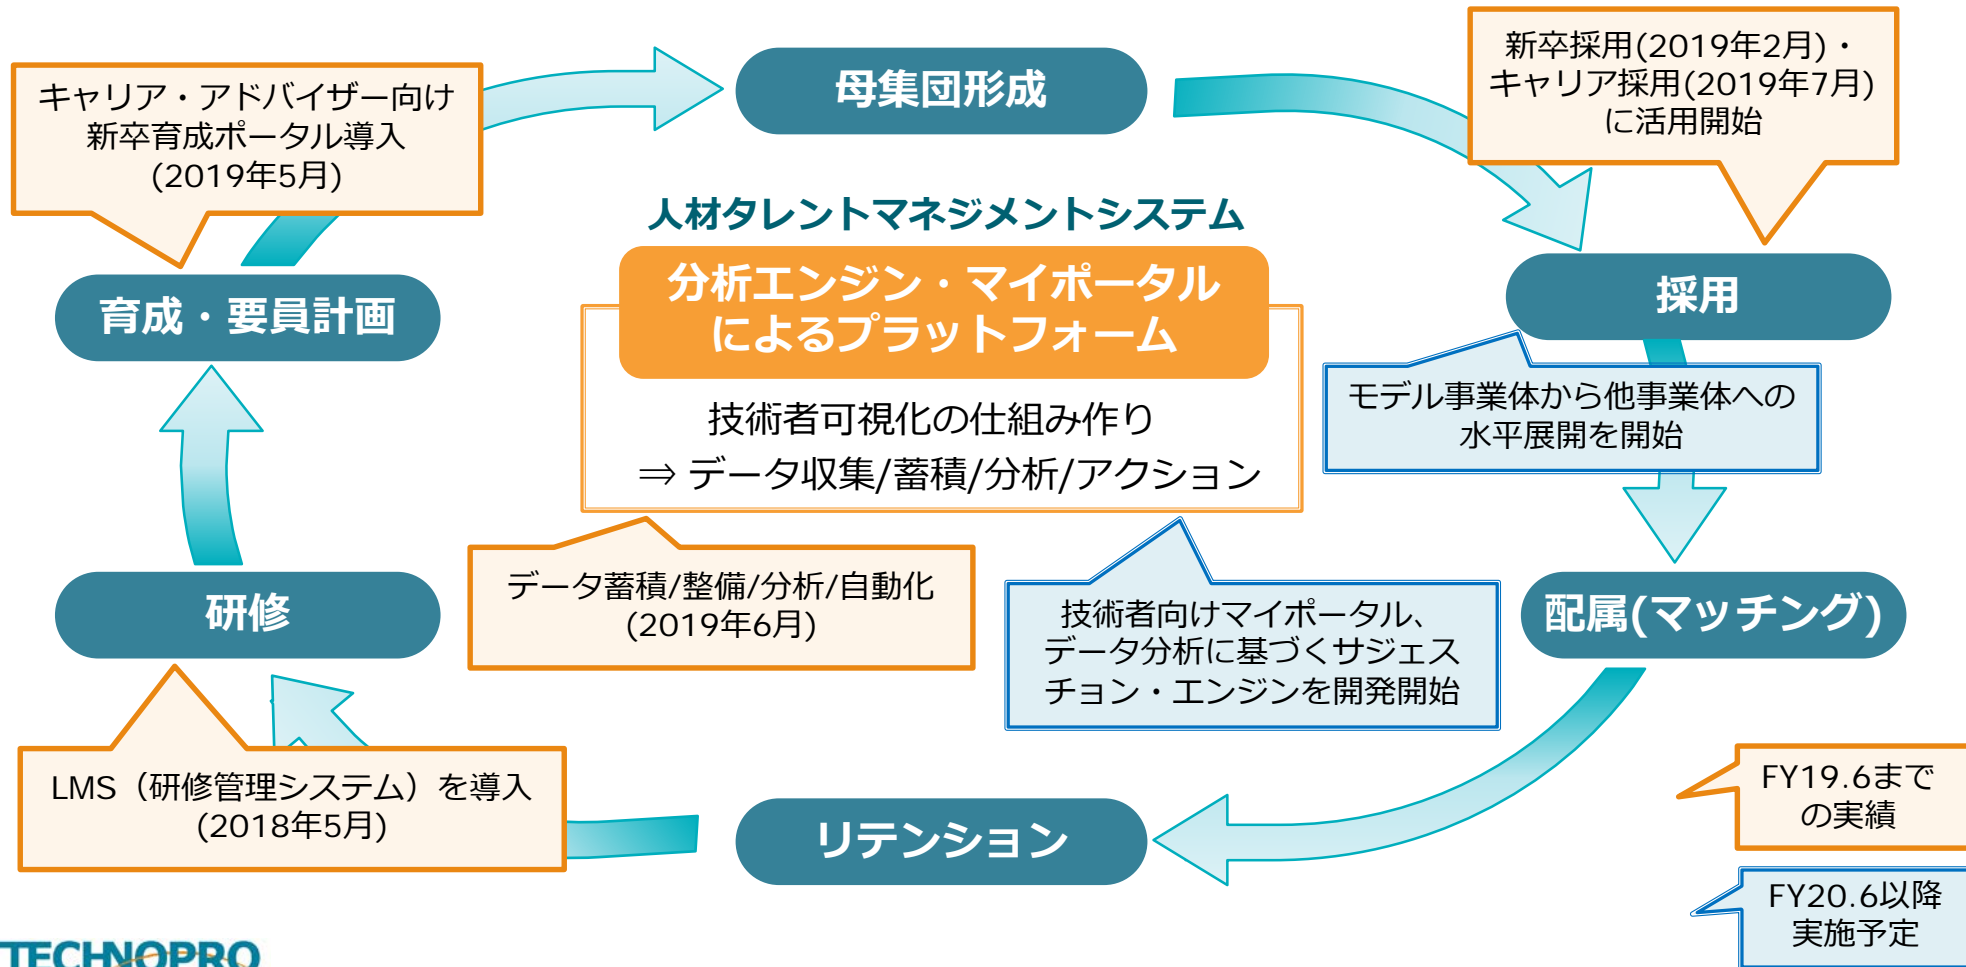 キャリア・アドバイザー向け
新卒育成ポータル導入
(2019年5月)
母集団形成
新卒採用(2019年2月)・
キャリア採用(2019年7月)
に活用開始
人材タレントマネジメントシステム
分析エンジン・マイポータル
によるプラットフォーム
技術者可視化の仕組み作り
⇒ データ収集/蓄積/分析/アクション
育成・要員計画
採用
モデル事業体から他事業体への
水平展開を開始
データ蓄積/整備/分析/自動化
(2019年6月)
技術者向けマイポータル、
データ分析に基づくサジェス
チョン・エンジンを開発開始
研修
配属(マッチング)
LMS（研修管理システム）を導入
(2018年5月)
リテンション
FY19.6まで
の実績
FY20.6以降
実施予定
TECHNOPRO